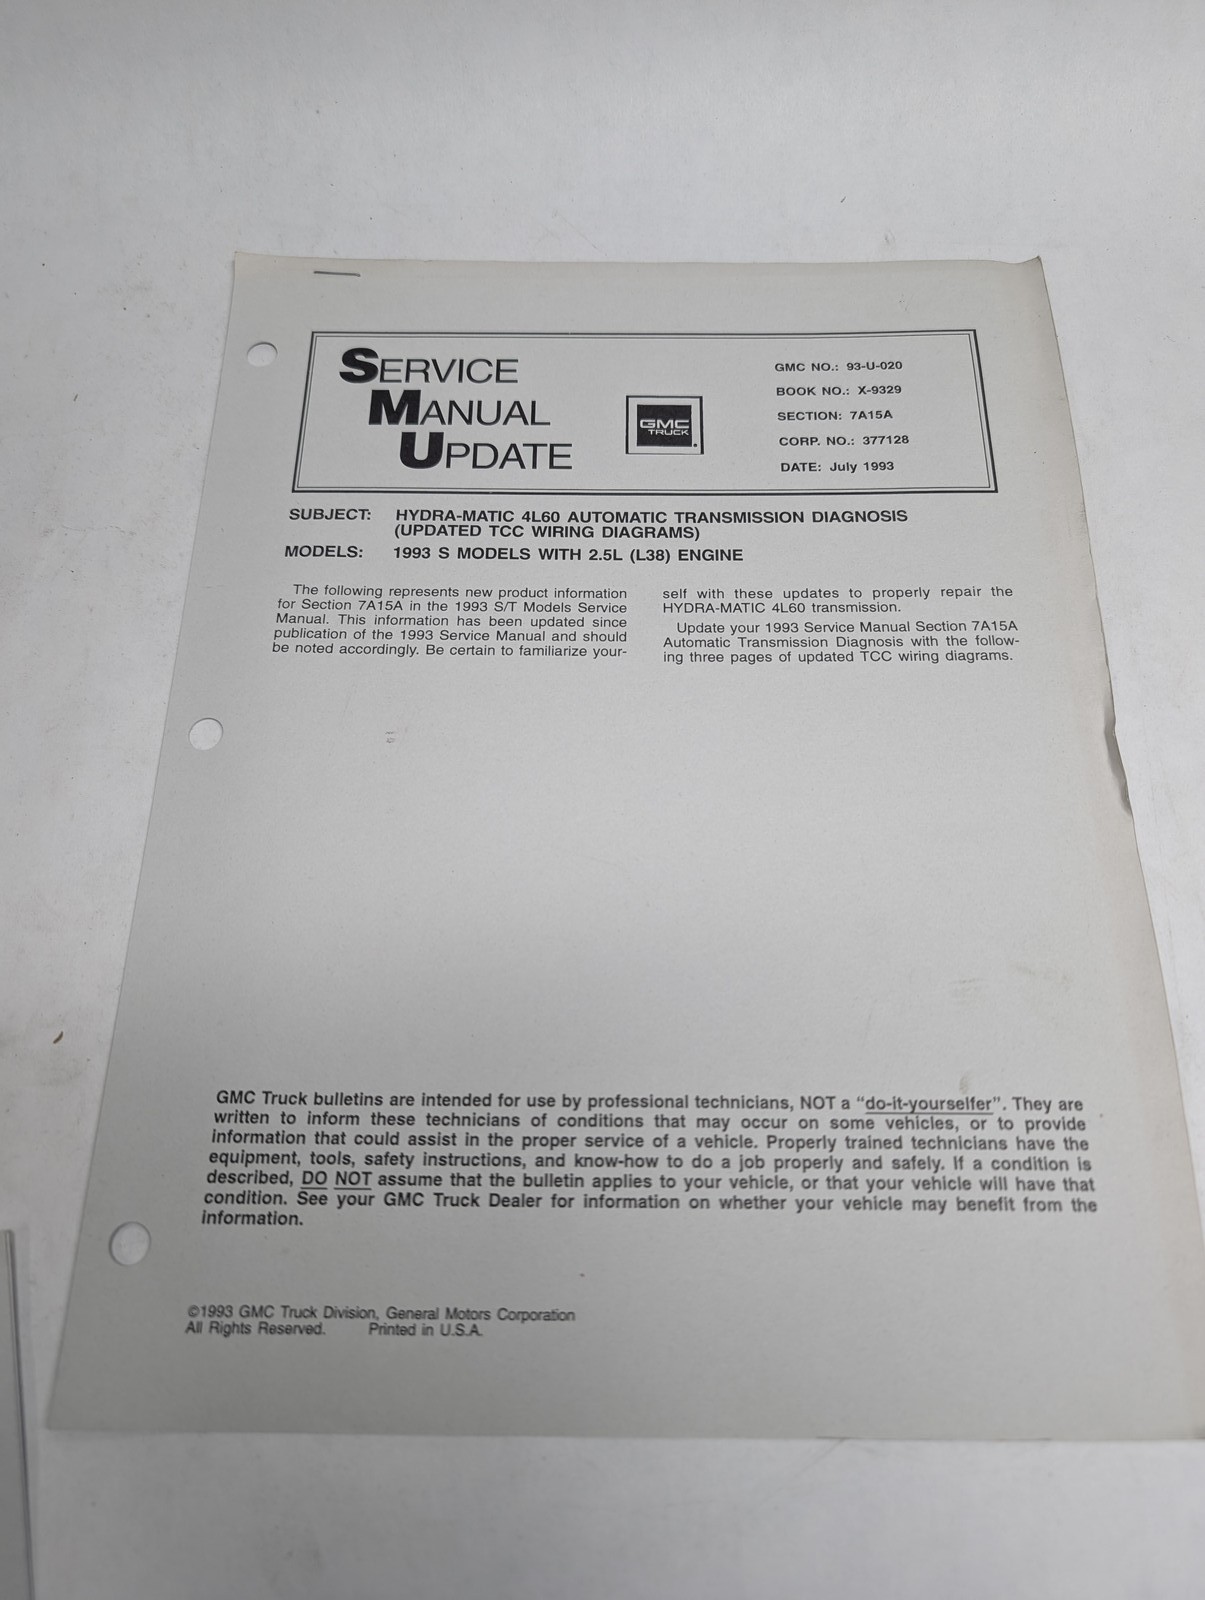 SERVICE
MANUAL
UPDATE
GMC
TRUCK
GMC NO.: 93-U-020
BOOK NO.: X-9329
SECTION: 7A15A
CORP. NO.: 377128
DATE: July 1993
SUBJECT: HYDRA-MATIC 4L60 AUTOMATIC TRANSMISSION DIAGNOSIS
(UPDATED TCC WIRING DIAGRAMS)
MODELS: 1993 S MODELS WITH 2.5L (L38) ENGINE
The following represents new product information
for Section 7A15A in the 1993 S/T Models Service
Manual. This information has been updated since
publication of the 1993 Service Manual and should
be noted accordingly. Be certain to familiarize your-
self with these updates to properly repair the
HYDRA-MATIC 4L60 transmission.
Update your 1993 Service Manual Section 7A15A
Automatic Transmission Diagnosis with the follow-
ing three pages of updated TCC wiring diagrams.
GMC Truck bulletins are intended for use by professional technicians, NOT a “do-it-yourselfer”. They are
written to inform these technicians of conditions that may occur on some vehicles, or to provide
information that could assist in the proper service of a vehicle. Properly trained technicians have the
equipment, tools, safety instructions, and know-how to do a job properly and safely. If a condition is
described, DO NOT assume that the bulletin applies to your vehicle, or that your vehicle will have that
condition. See your GMC Truck Dealer for information on whether your vehicle may benefit from the
information.
©1993 GMC Truck Division, General Motors Corporation
All Rights Reserved. Printed in U.S.A.